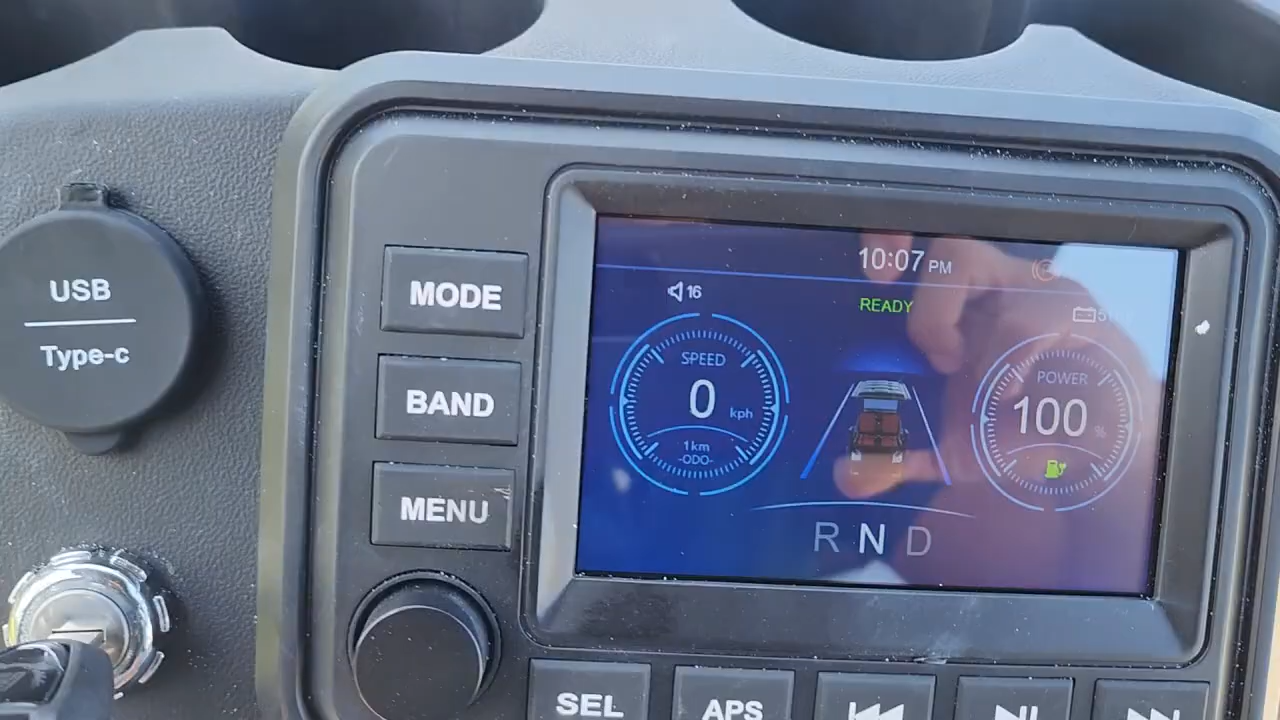 USB
Type-c
MODE
BAND
MENU
10:07 PM
16
READY
SPEED
0 kph
1km
-ODO-
POWER
100 %
R N D
SEL
APS